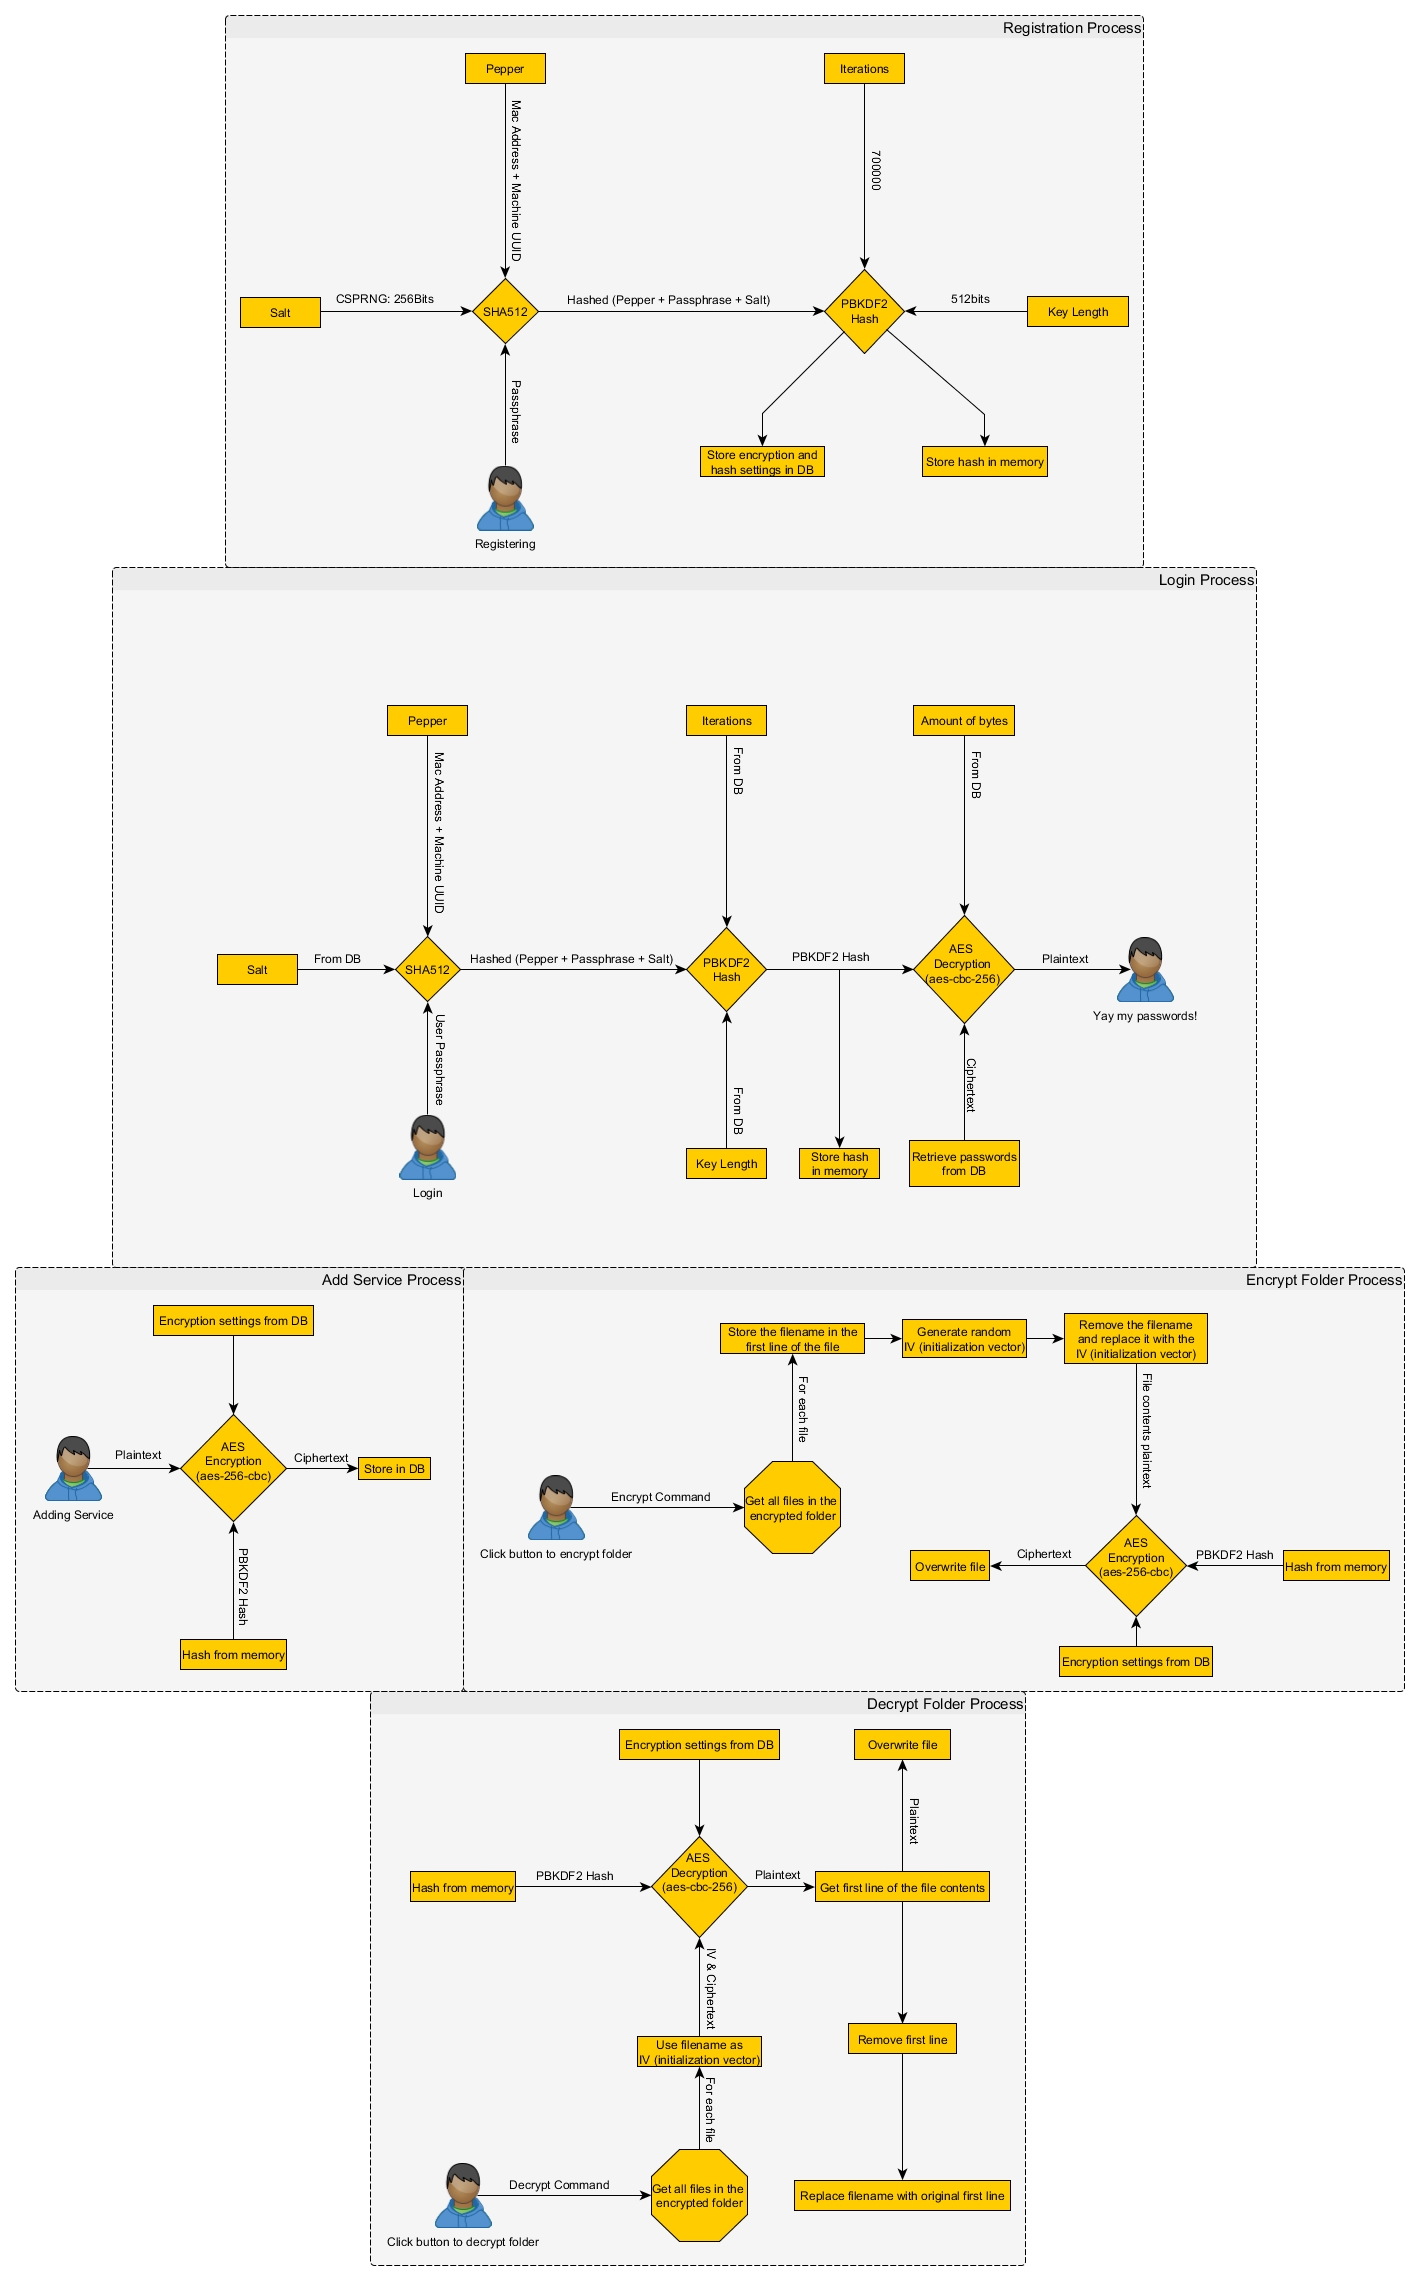 Registration Process
Pepper
Iterations
Mac Address + Machine UUID
700000
Salt
CSPRNG: 256Bits
SHA512
Hashed (Pepper + Passphrase + Salt)
PBKDF2
Hash
512bits
Key Length
Passphrase
Store encryption and
hash settings in DB
Store hash in memory
Registering
Login Process
Pepper
Iterations
Amount of bytes
Mac Address + Machine UUID
From DB
From DB
Salt
From DB
SHA512
Hashed (Pepper + Passphrase + Salt)
PBKDF2
Hash
PBKDF2 Hash
AES
Decryption
(aes-cbc-256)
Plaintext
Yay my passwords!
User Passphrase
From DB
Ciphertext
Key Length
Store hash
in memory
Retrieve passwords
from DB
Login
Add Service Process
Encryption settings from DB
Plaintext
AES
Encryption
(aes-256-cbc)
Ciphertext
Store in DB
Adding Service
PBKDF2 Hash
Hash from memory
Encrypt Folder Process
Store the filename in the
first line of the file
Generate random
IV (initialization vector)
Remove the filename
and replace it with the
IV (initialization vector)
For each file
File contents plaintext
Encrypt Command
Get all files in the
encrypted folder
Click button to encrypt folder
Overwrite file
Ciphertext
AES
Encryption
(aes-256-cbc)
PBKDF2 Hash
Hash from memory
Encryption settings from DB
Decrypt Folder Process
Encryption settings from DB
Overwrite file
Plaintext
Hash from memory
PBKDF2 Hash
AES
Decryption
(aes-cbc-256)
Plaintext
Get first line of the file contents
IV & Ciphertext
Use filename as
IV (initialization vector)
Remove first line
For each file
Decrypt Command
Get all files in the
encrypted folder
Replace filename with original first line
Click button to decrypt folder